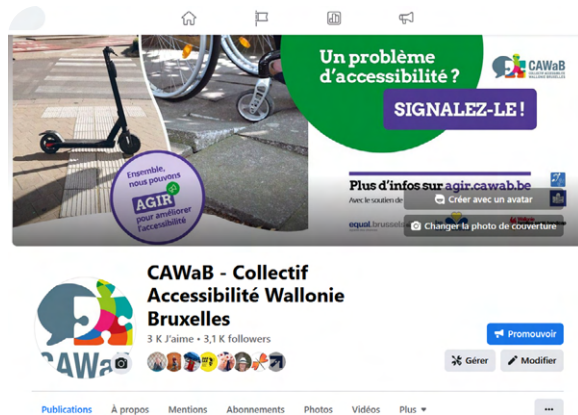 Un problème
d'accessibilité ?
SIGNALEZ-LE !
CAWaB
Ensemble,
nous pouvons
AGIR
pour améliorer
l'accessibilité
Plus d'infos sur agir.cawab.be
Avec le soutien de
Créer avec un avatar
equal.brussels
Changer la photo de couverture
CAWaB - Collectif
Accessibilité Wallonie
Bruxelles
3 K J'aime • 3,1 K followers
CAWaB
Promouvoir
Gérer
Modifier
Publications
À propos
Mentions
Abonnements
Photos
Vidéos
Plus